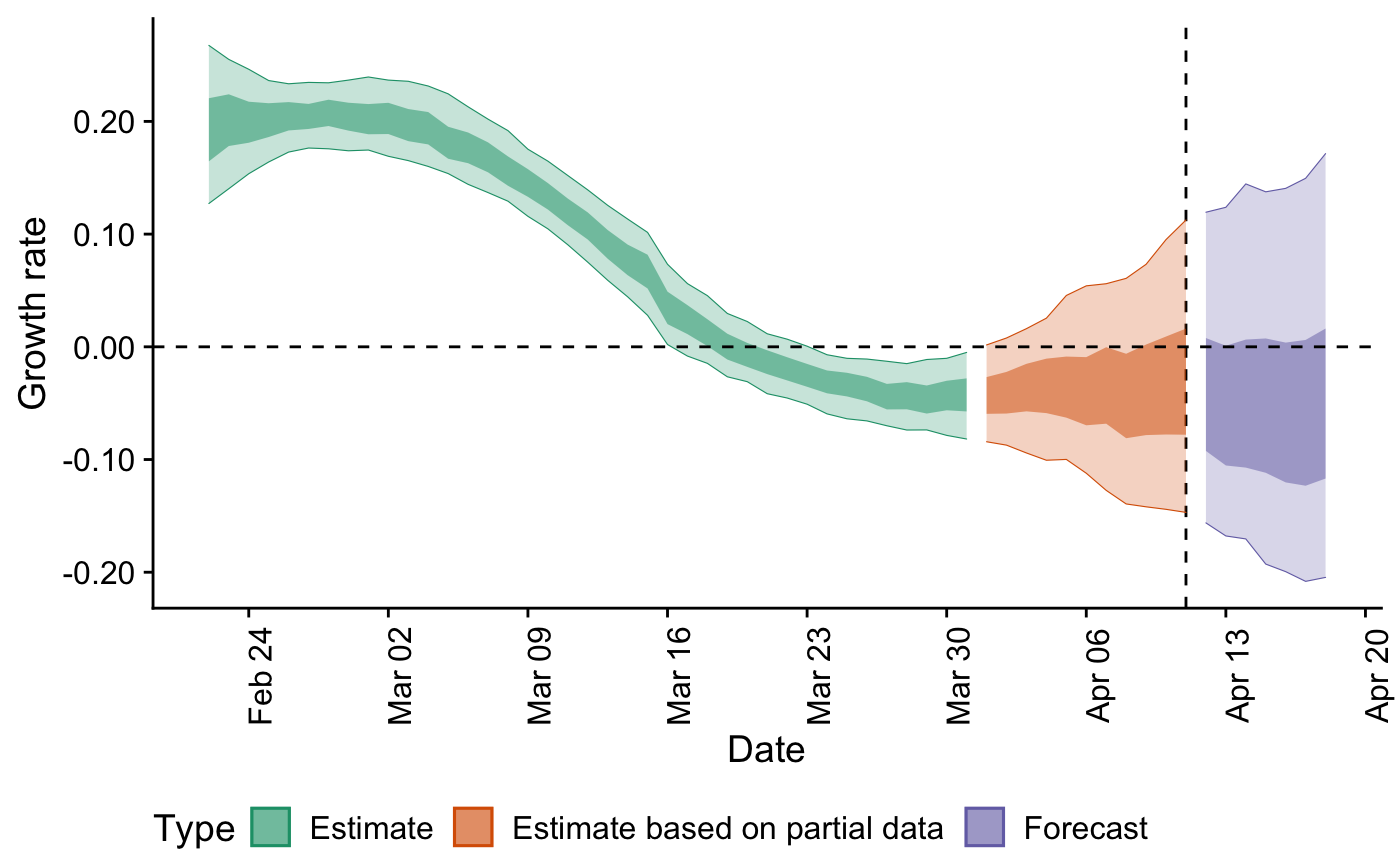 Growth rate
0.20
0.10
0.00
-0.10
-0.20
Feb 24
Mar 02
Mar 09
Mar 16
Mar 23
Mar 30
Apr 06
Apr 13
Apr 20
Date
Type Estimate Estimate based on partial data Forecast